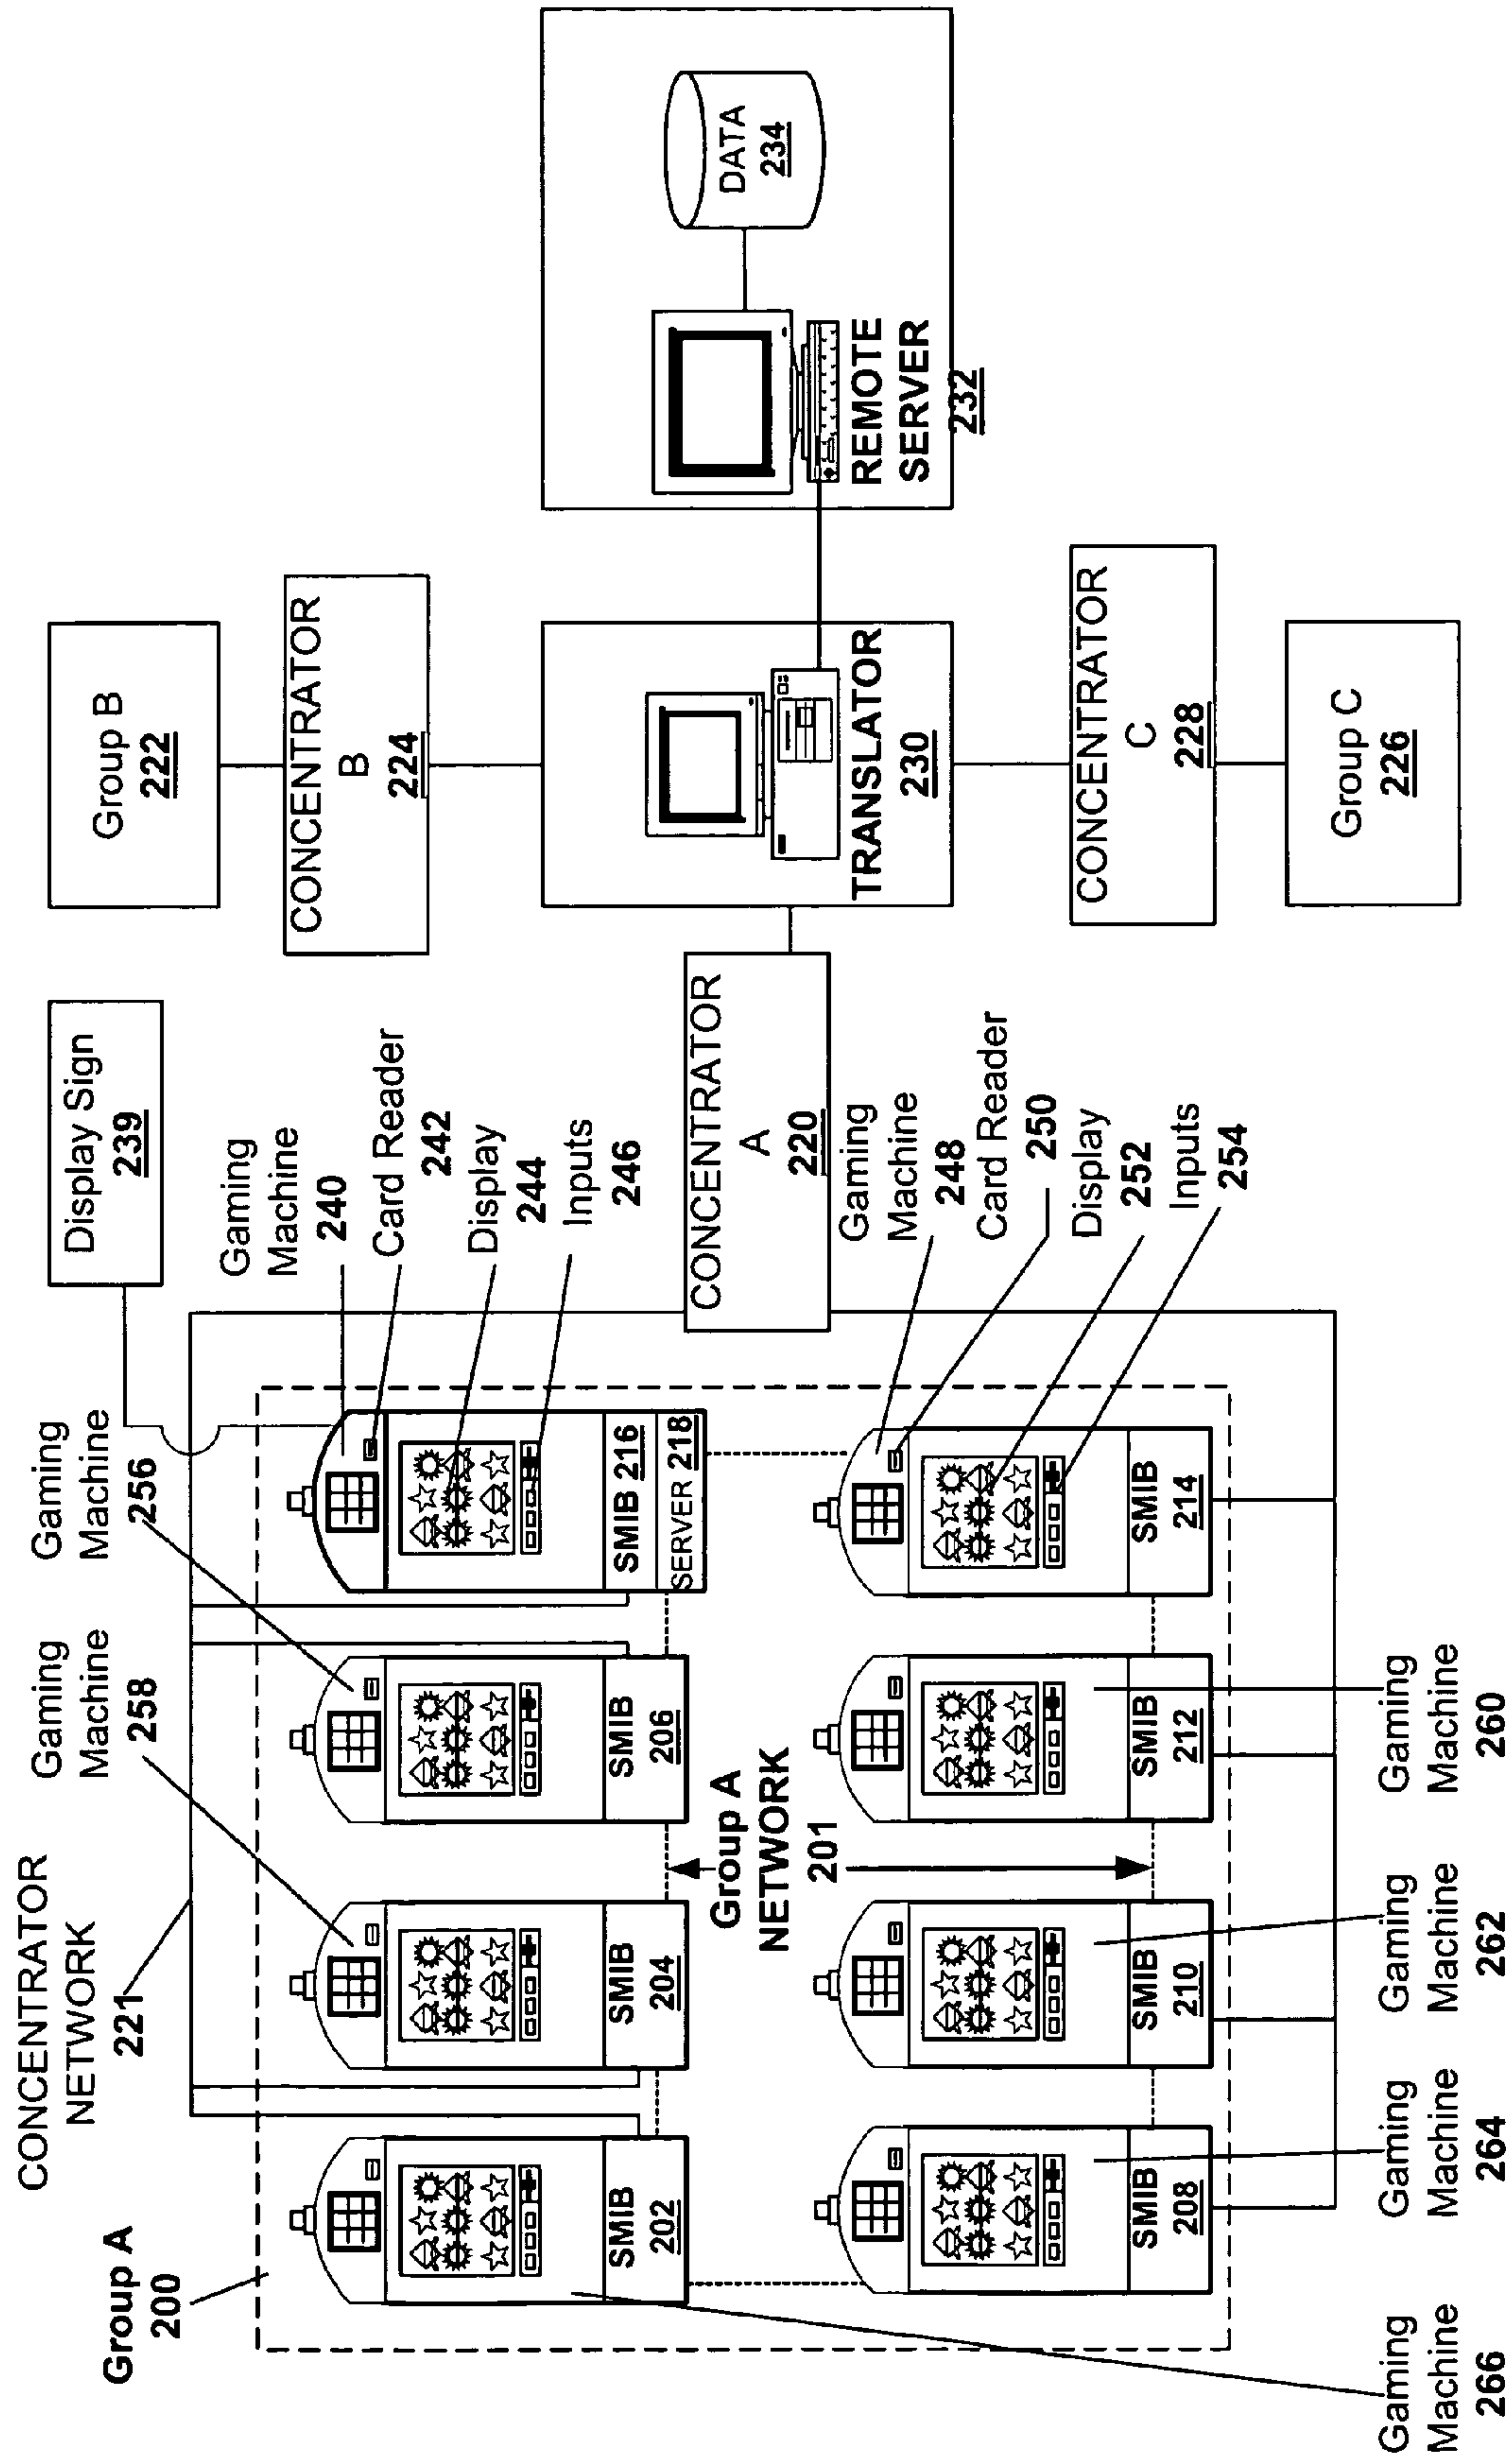 Group A
200
CONCENTRATOR
NETWORK
221
Gaming
Machine
258
Gaming
Machine
256
Display Sign
239
Gaming
Machine
240
Card Reader
242
Display
244
Inputs
246
Group B
222
CONCENTRATOR
B
224
SMIB
202
SMIB
204
SMIB
206
SMIB 216
SERVER 218
Group A
NETWORK
201
CONCENTRATOR
A
220
TRANSLATOR
230
REMOTE
SERVER
232
DATA
234
Gaming
Machine
248
Card Reader
250
Display
252
Inputs
254
SMIB
208
SMIB
210
SMIB
212
SMIB
214
CONCENTRATOR
C
228
Group C
226
Gaming
Machine
266
Gaming
Machine
264
Gaming
Machine
262
Gaming
Machine
260